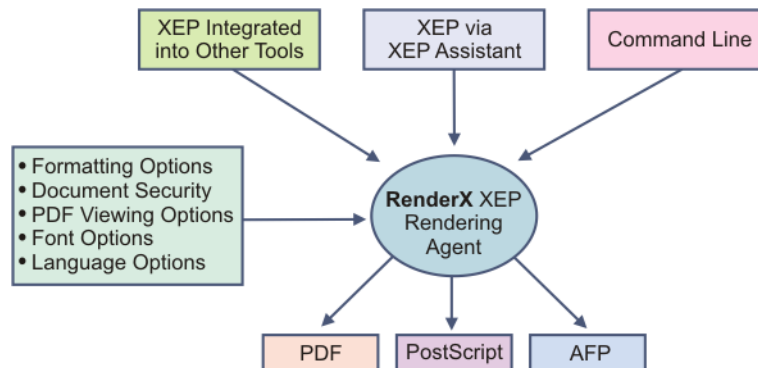 XEP Integrated
into Other Tools
XEP via
XEP Assistant
Command Line
• Formatting Options
• Document Security
• PDF Viewing Options
• Font Options
• Language Options
RenderX XEP
Rendering
Agent
PDF
PostScript
AFP